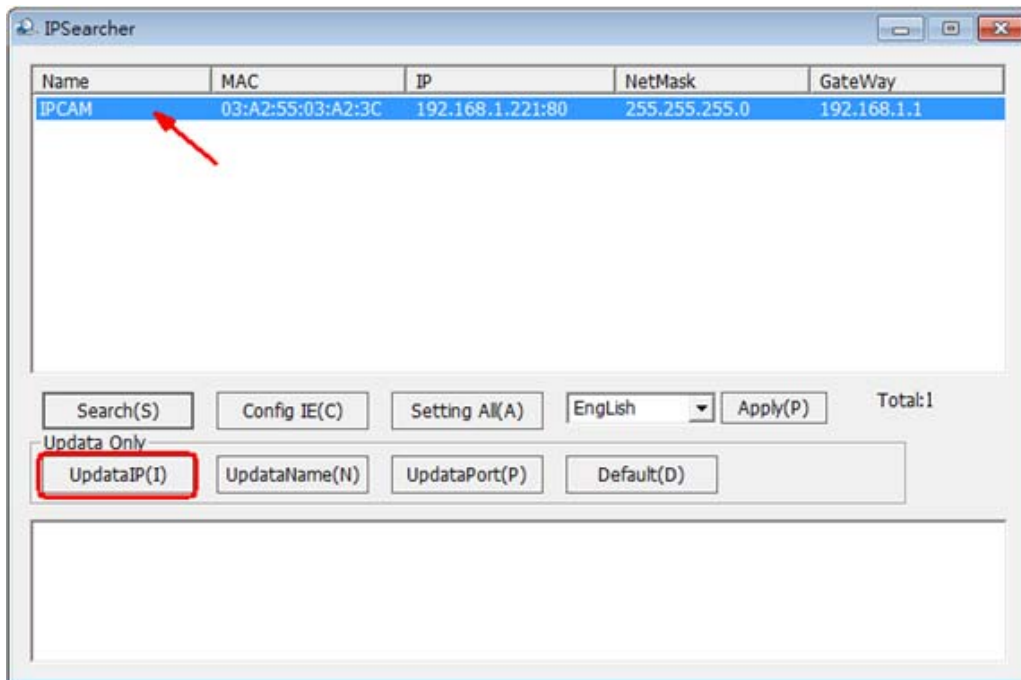 IPSearcher
Name MAC IP NetMask GateWay
IPCAM 03:A2:55:03:A2:3C 192.168.1.221:80 255.255.255.0 192.168.1.1
Search(S) Config IE(C) Setting All(A) EngLish Apply(P) Total:1
Updata Only
UpdataIP(I) UpdataName(N) UpdataPort(P) Default(D)